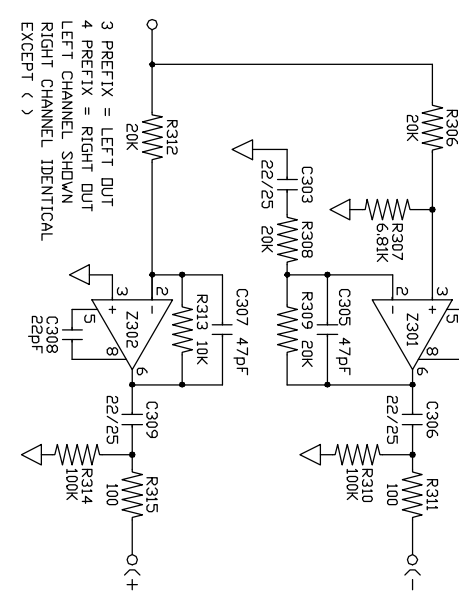 R306
20K
R307
6.81K
R312
20K
C303
22/25
R308
20K
C305
47pF
R309
20K
2
3
-
+
Z301
5
8
6
C306
22/25
R310
100K
R311
100
(-
C307
47pF
R313
10K
2
3
-
+
Z302
5
8
6
C308
22pF
C309
22/25
R314
100K
R315
100
(+
3 PREFIX = LEFT OUT
4 PREFIX = RIGHT OUT
LEFT CHANNEL SHOWN
RIGHT CHANNEL IDENTICAL
EXCEPT ( )